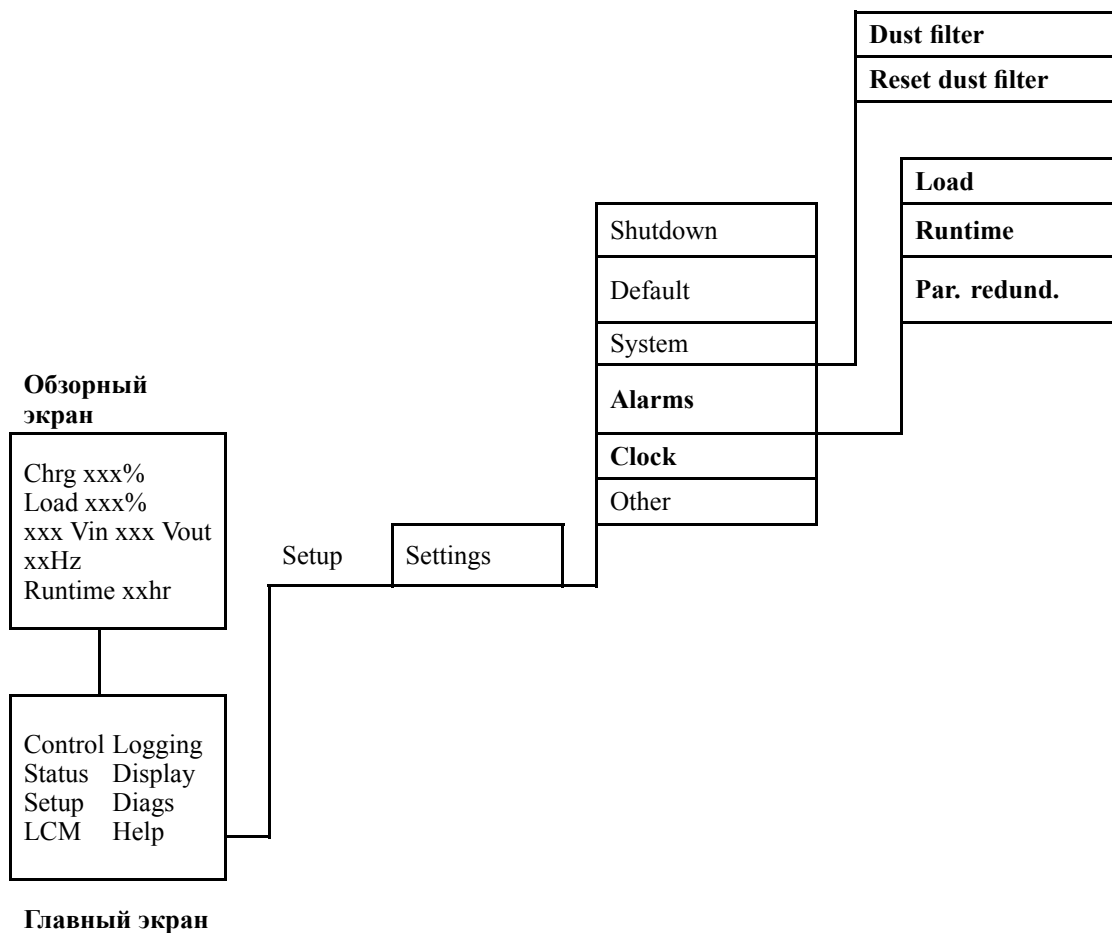 Dust filter
Reset dust filter
Load
Runtime
Par. redund.
Shutdown
Default
System
Alarms
Clock
Other
Setup
Settings
Обзорный
экран
Chrg xxx%
Load xxx%
xxx Vin xxx Vout
xxHz
Runtime xxhr
Control Logging
Status Display
Setup Diags
LCM Help
Главный экран